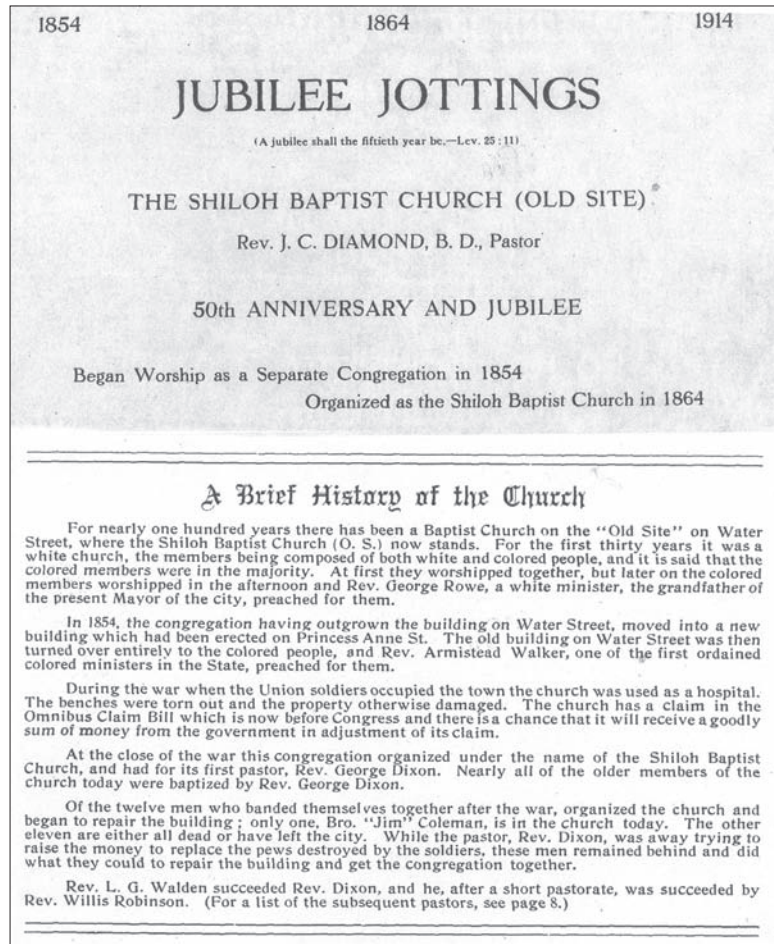 1854 1864 1914
JUBILEE JOTTINGS
(A jubilee shall the fiftieth year be.—Lev. 25:11)
THE SHILOH BAPTIST CHURCH (OLD SITE)
Rev. J. C. DIAMOND, B. D., Pastor
50th ANNIVERSARY AND JUBILEE
Began Worship as a Separate Congregation in 1854
Organized as the Shiloh Baptist Church in 1864
A Brief History of the Church
For nearly one hundred years there has been a Baptist Church on the "Old Site" on Water
Street, where the Shiloh Baptist Church (O. S.) now stands. For the first thirty years it was a
white church, the members being composed of both white and colored people, and it is said that the
colored members were in the majority. At first they worshipped together, but later on the colored
members worshipped in the afternoon and Rev. George Rowe, a white minister, the grandfather of
the present Mayor of the city, preached for them.
In 1854, the congregation having outgrown the building on Water Street, moved into a new
building which had been erected on Princess Anne St. The old building on Water Street was then
turned over entirely to the colored people, and Rev. Armistead Walker, one of the first ordained
colored ministers in the State, preached for them.
During the war when the Union soldiers occupied the town the church was used as a hospital.
The benches were torn out and the property otherwise damaged. The church has a claim in the
Omnibus Claim Bill which is now before Congress and there is a chance that it will receive a goodly
sum of money from the government in adjustment of its claim.
At the close of the war this congregation organized under the name of the Shiloh Baptist
Church, and had for its first pastor, Rev. George Dixon. Nearly all of the older members of the
church today were baptized by Rev. George Dixon.
Of the twelve men who banded themselves together after the war, organized the church and
began to repair the building; only one, Bro. "Jim" Coleman, is in the church today. The other
eleven are either all dead or have left the city. While the pastor, Rev. Dixon, was away trying to
raise the money to replace the pews destroyed by the soldiers, these men remained behind and did
what they could to repair the building and get the congregation together.
Rev. L. G. Walden succeeded Rev. Dixon, and he, after a short pastorate, was succeeded by
Rev. Willis Robinson. (For a list of the subsequent pastors, see page 8.)